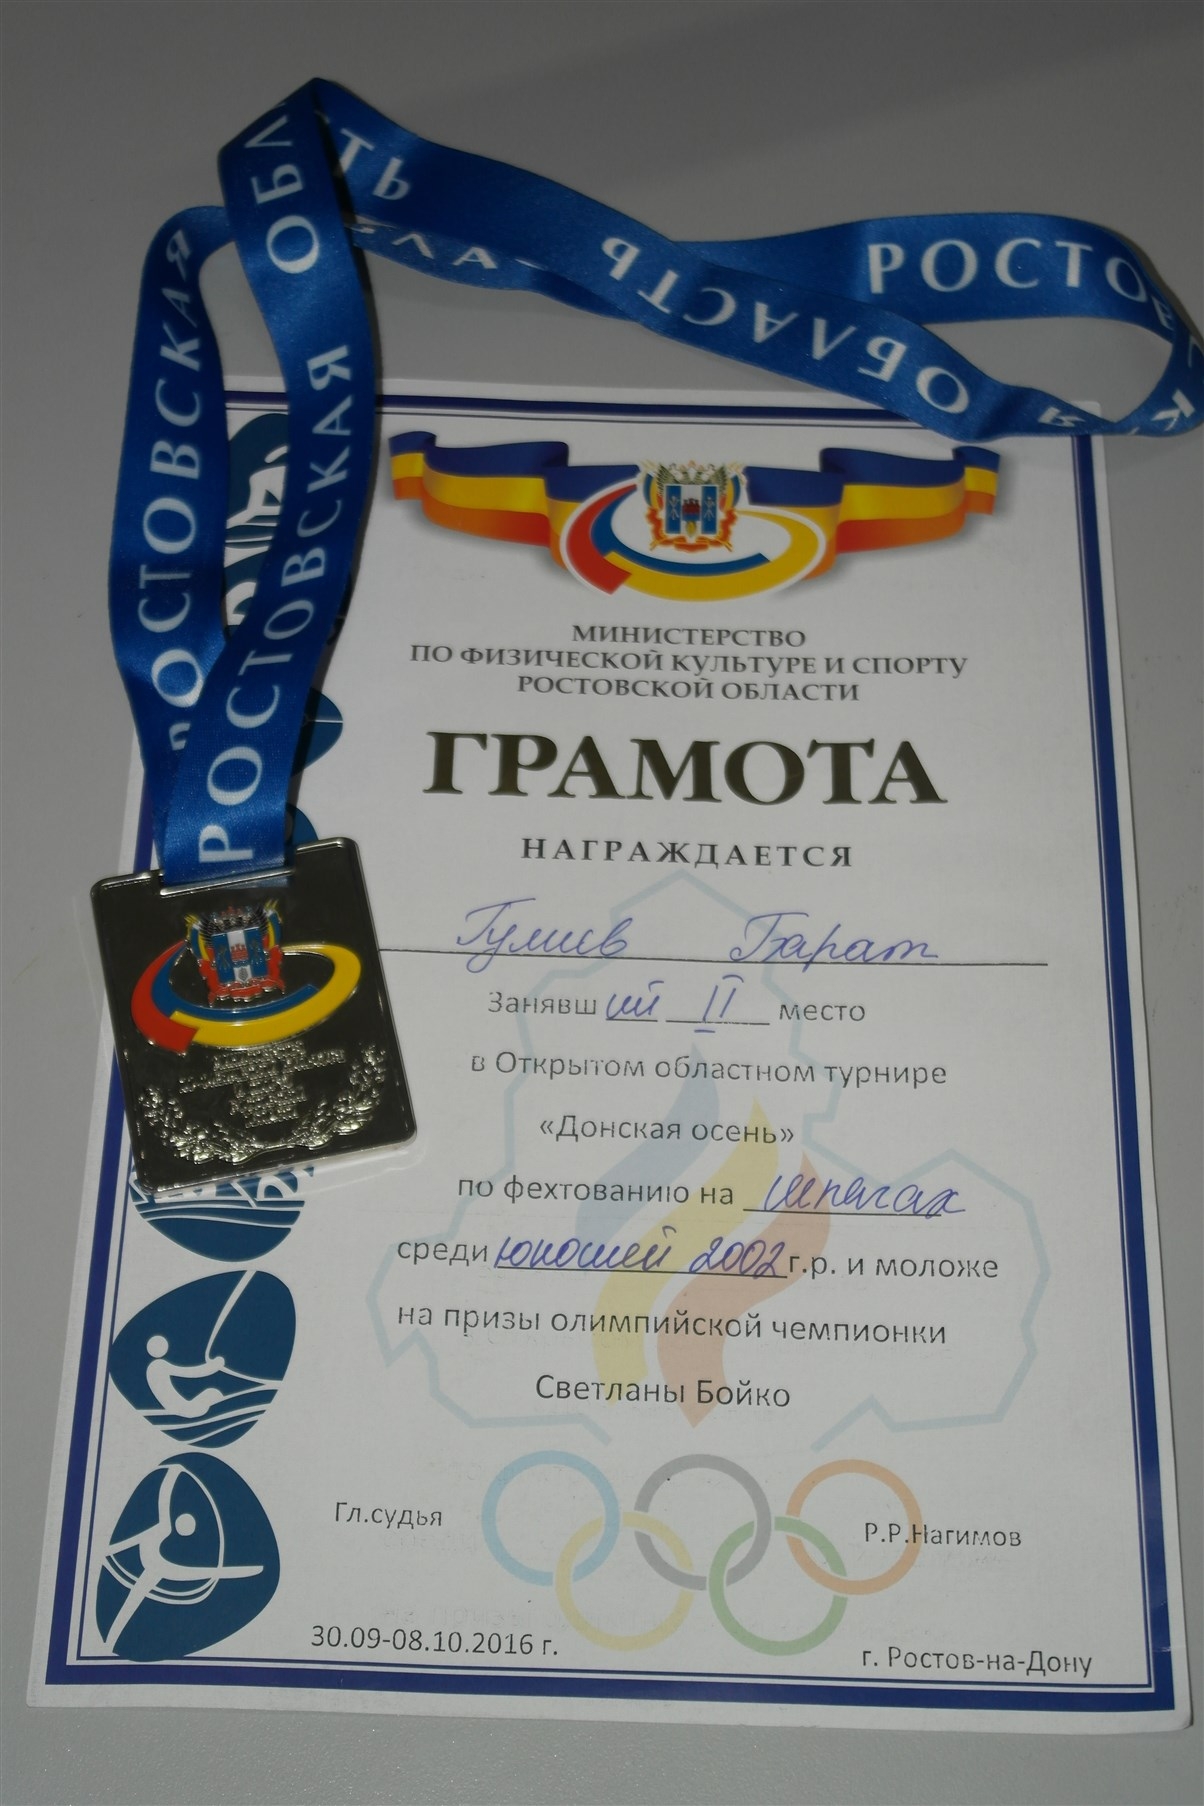 РОСТОВСКАЯ
РОСТОВСКАЯ ОБЛ
ОБЛАСТЬ
МИНИСТЕРСТВО
ПО ФИЗИЧЕСКОЙ КУЛЬТУРЕ И СПОРТУ
РОСТОВСКОЙ ОБЛАСТИ
ГРАМОТА
НАГРАЖДАЕТСЯ
Гулиев Барат
Занявший II место
в Открытом областном турнире
«Донская осень»
по фехтованию на шпагах
среди юношей 2002 г.р. и моложе
на призы олимпийской чемпионки
Светланы Бойко
Гл.судья Р.Р.Нагимов
30.09-08.10.2016 г. г. Ростов-на-Дону